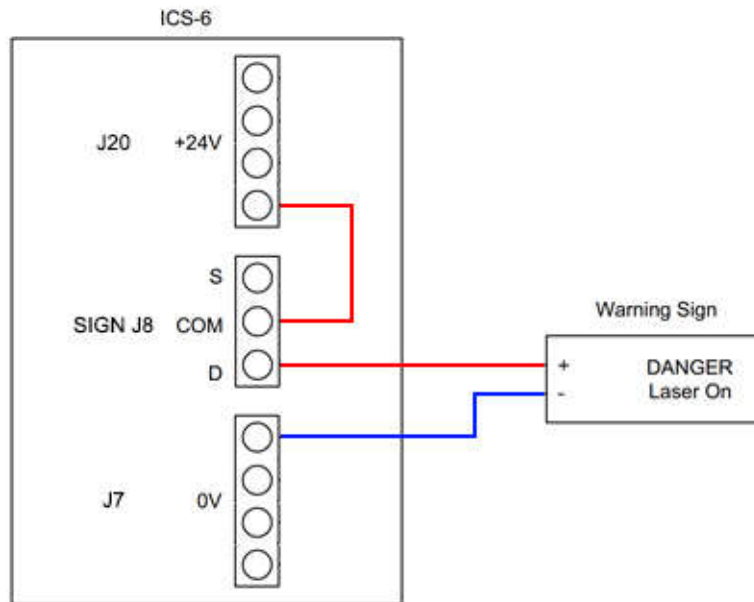 ICS-6
J20 +24V
S
SIGN J8 COM
D
J7 0V
Warning Sign
+ DANGER
- Laser On